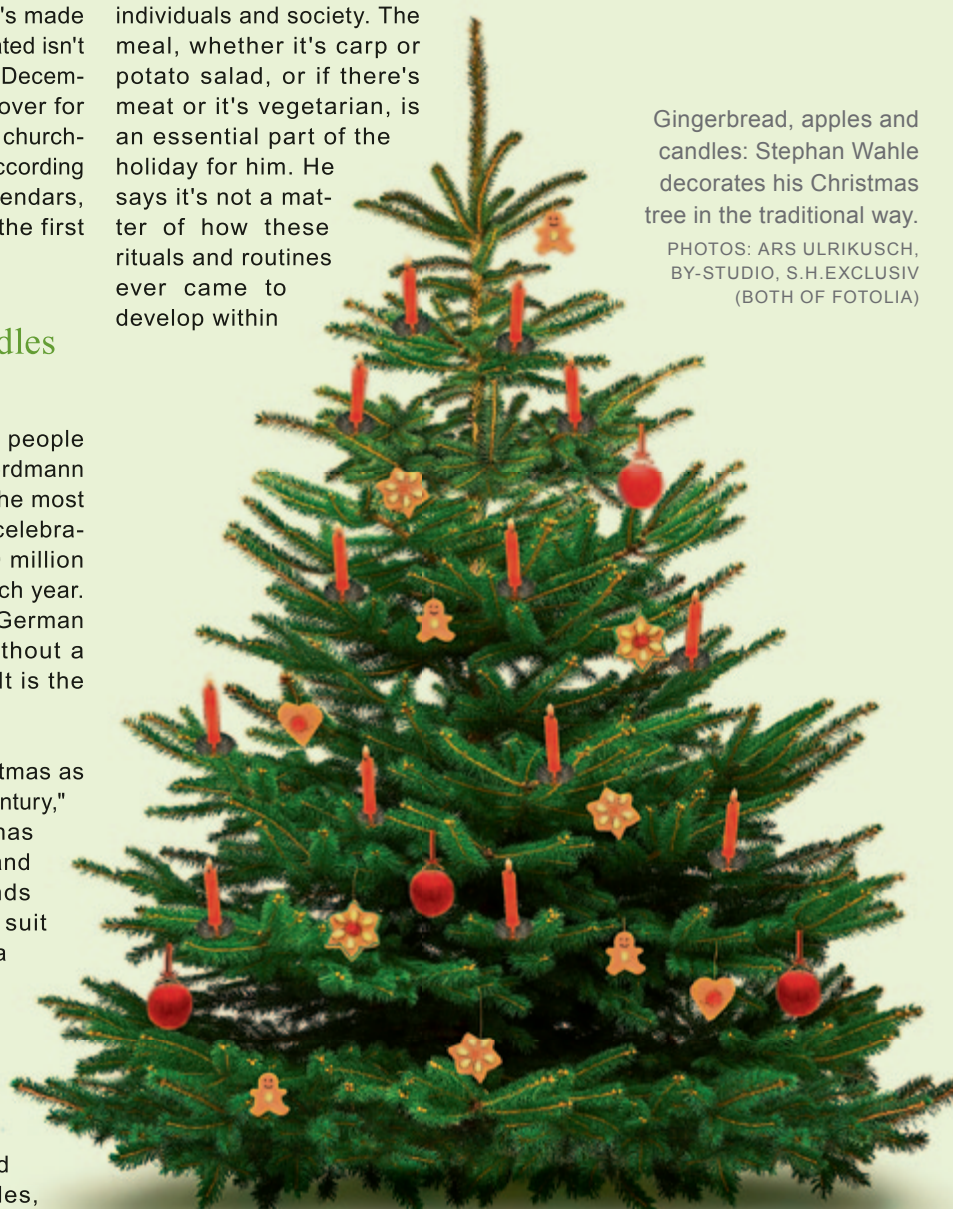 's made
ated isn't
Decem-
over for
church-
ccording
endars,
the first
dles
people
rdmann
he most
celebra-
million
ch year.
German
thout a
It is the
tmas as
ntury,"
has
and
nds
suit
a
d
les,
individuals and society. The
meal, whether it's carp or
potato salad, or if there's
meat or it's vegetarian, is
an essential part of the
holiday for him. He
says it's not a mat-
ter of how these
rituals and routines
ever came to
develop within
Gingerbread, apples and
candles: Stephan Wahle
decorates his Christmas
tree in the traditional way.
PHOTOS: ARS ULRIKUSCH,
BY-STUDIO, S.H.EXCLUSIV
(BOTH OF FOTOLIA)